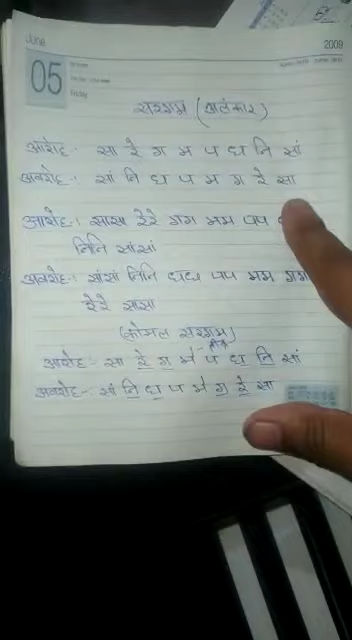 June
2009
05
Friday
सरगम (अलंकार)
आरोह:- सा रे ग म प ध नि सां
अवरोह:- सां नि ध प म ग रे सा
आरोह:- सासा रेरे गग मम पप
निनि सांसां
अवरोह:- सांसां निनि धध पप मम गग
रेरे सासा
(कोमल सरगम)
आरोह:- सा रे॒ ग॒ म॑ प ध॒ नि॒ सां
अवरोह:- सां नि॒ ध॒ प म॑ ग॒ रे॒ सा